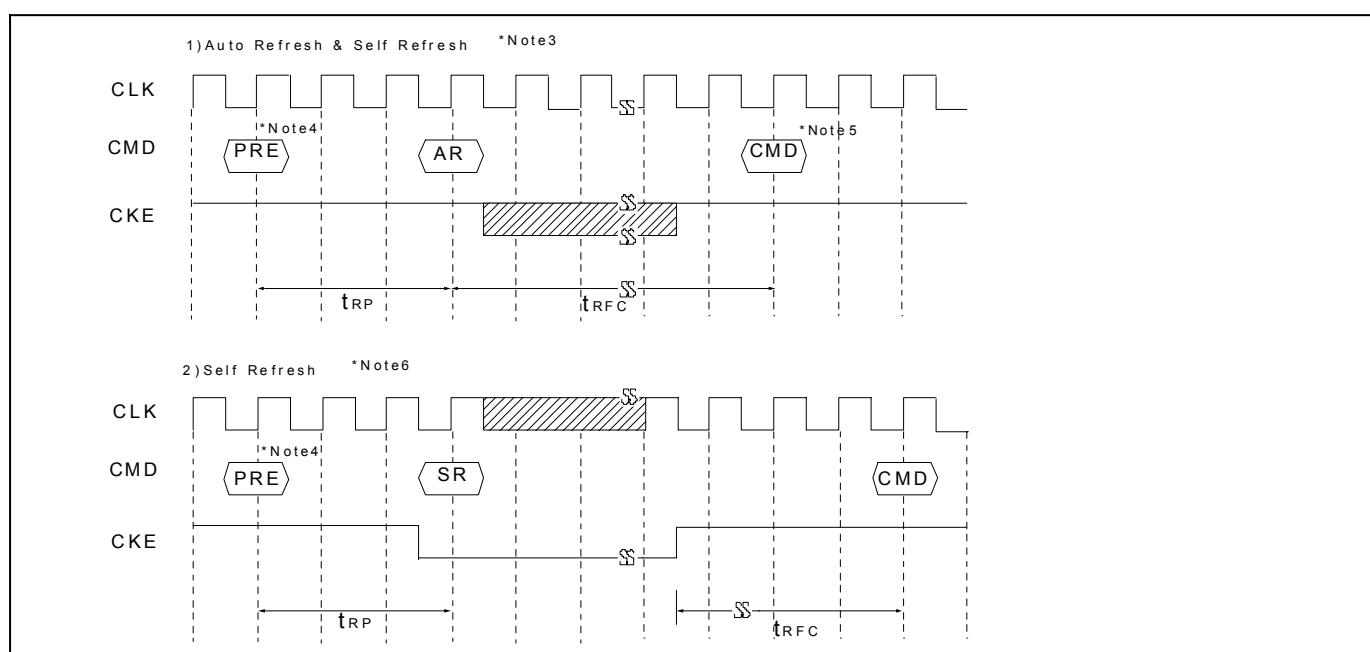 1)Auto Refresh & Self Refresh *Note3
CLK
*Note4 *Note5
CMD PRE AR CMD
CKE
tRP tRFC
2)Self Refresh *Note6
CLK
*Note4
CMD PRE SR CMD
CKE
tRP tRFC